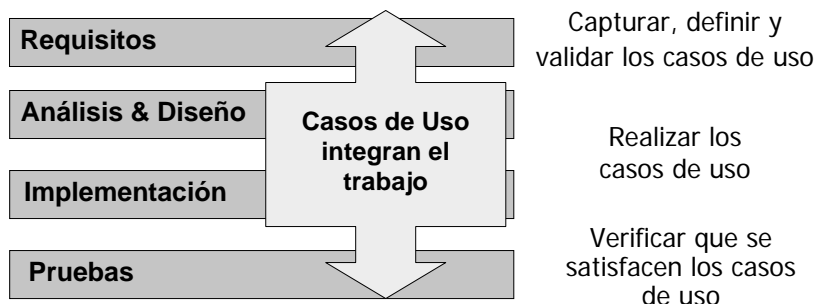 Requisitos
Capturar, definir y
validar los casos de uso
Análisis & Diseño
Casos de Uso
integran el
trabajo
Realizar los
casos de uso
Implementación
Pruebas
Verificar que se
satisfacen los casos
de uso